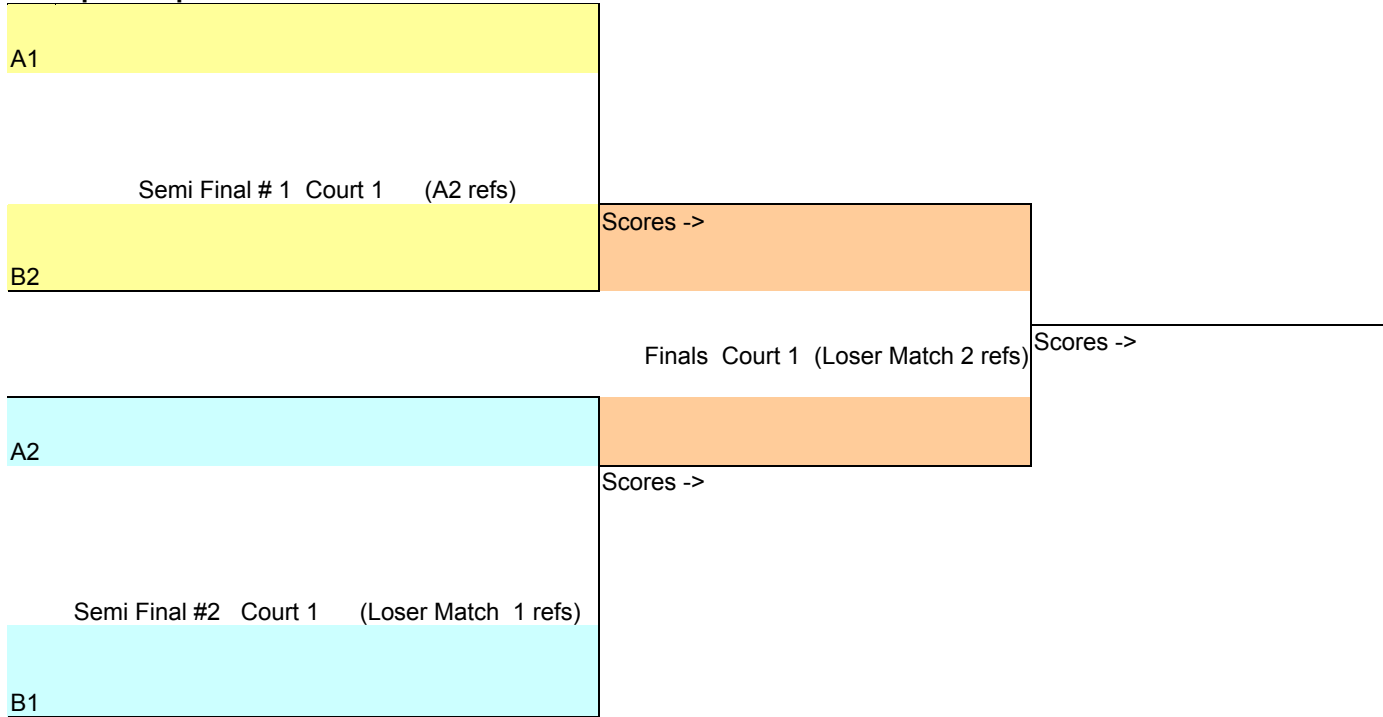 A1
Semi Final # 1 Court 1 (A2 refs)
Scores ->
B2
Finals Court 1 (Loser Match 2 refs)
Scores ->
A2
Scores ->
Semi Final #2 Court 1 (Loser Match 1 refs)
B1